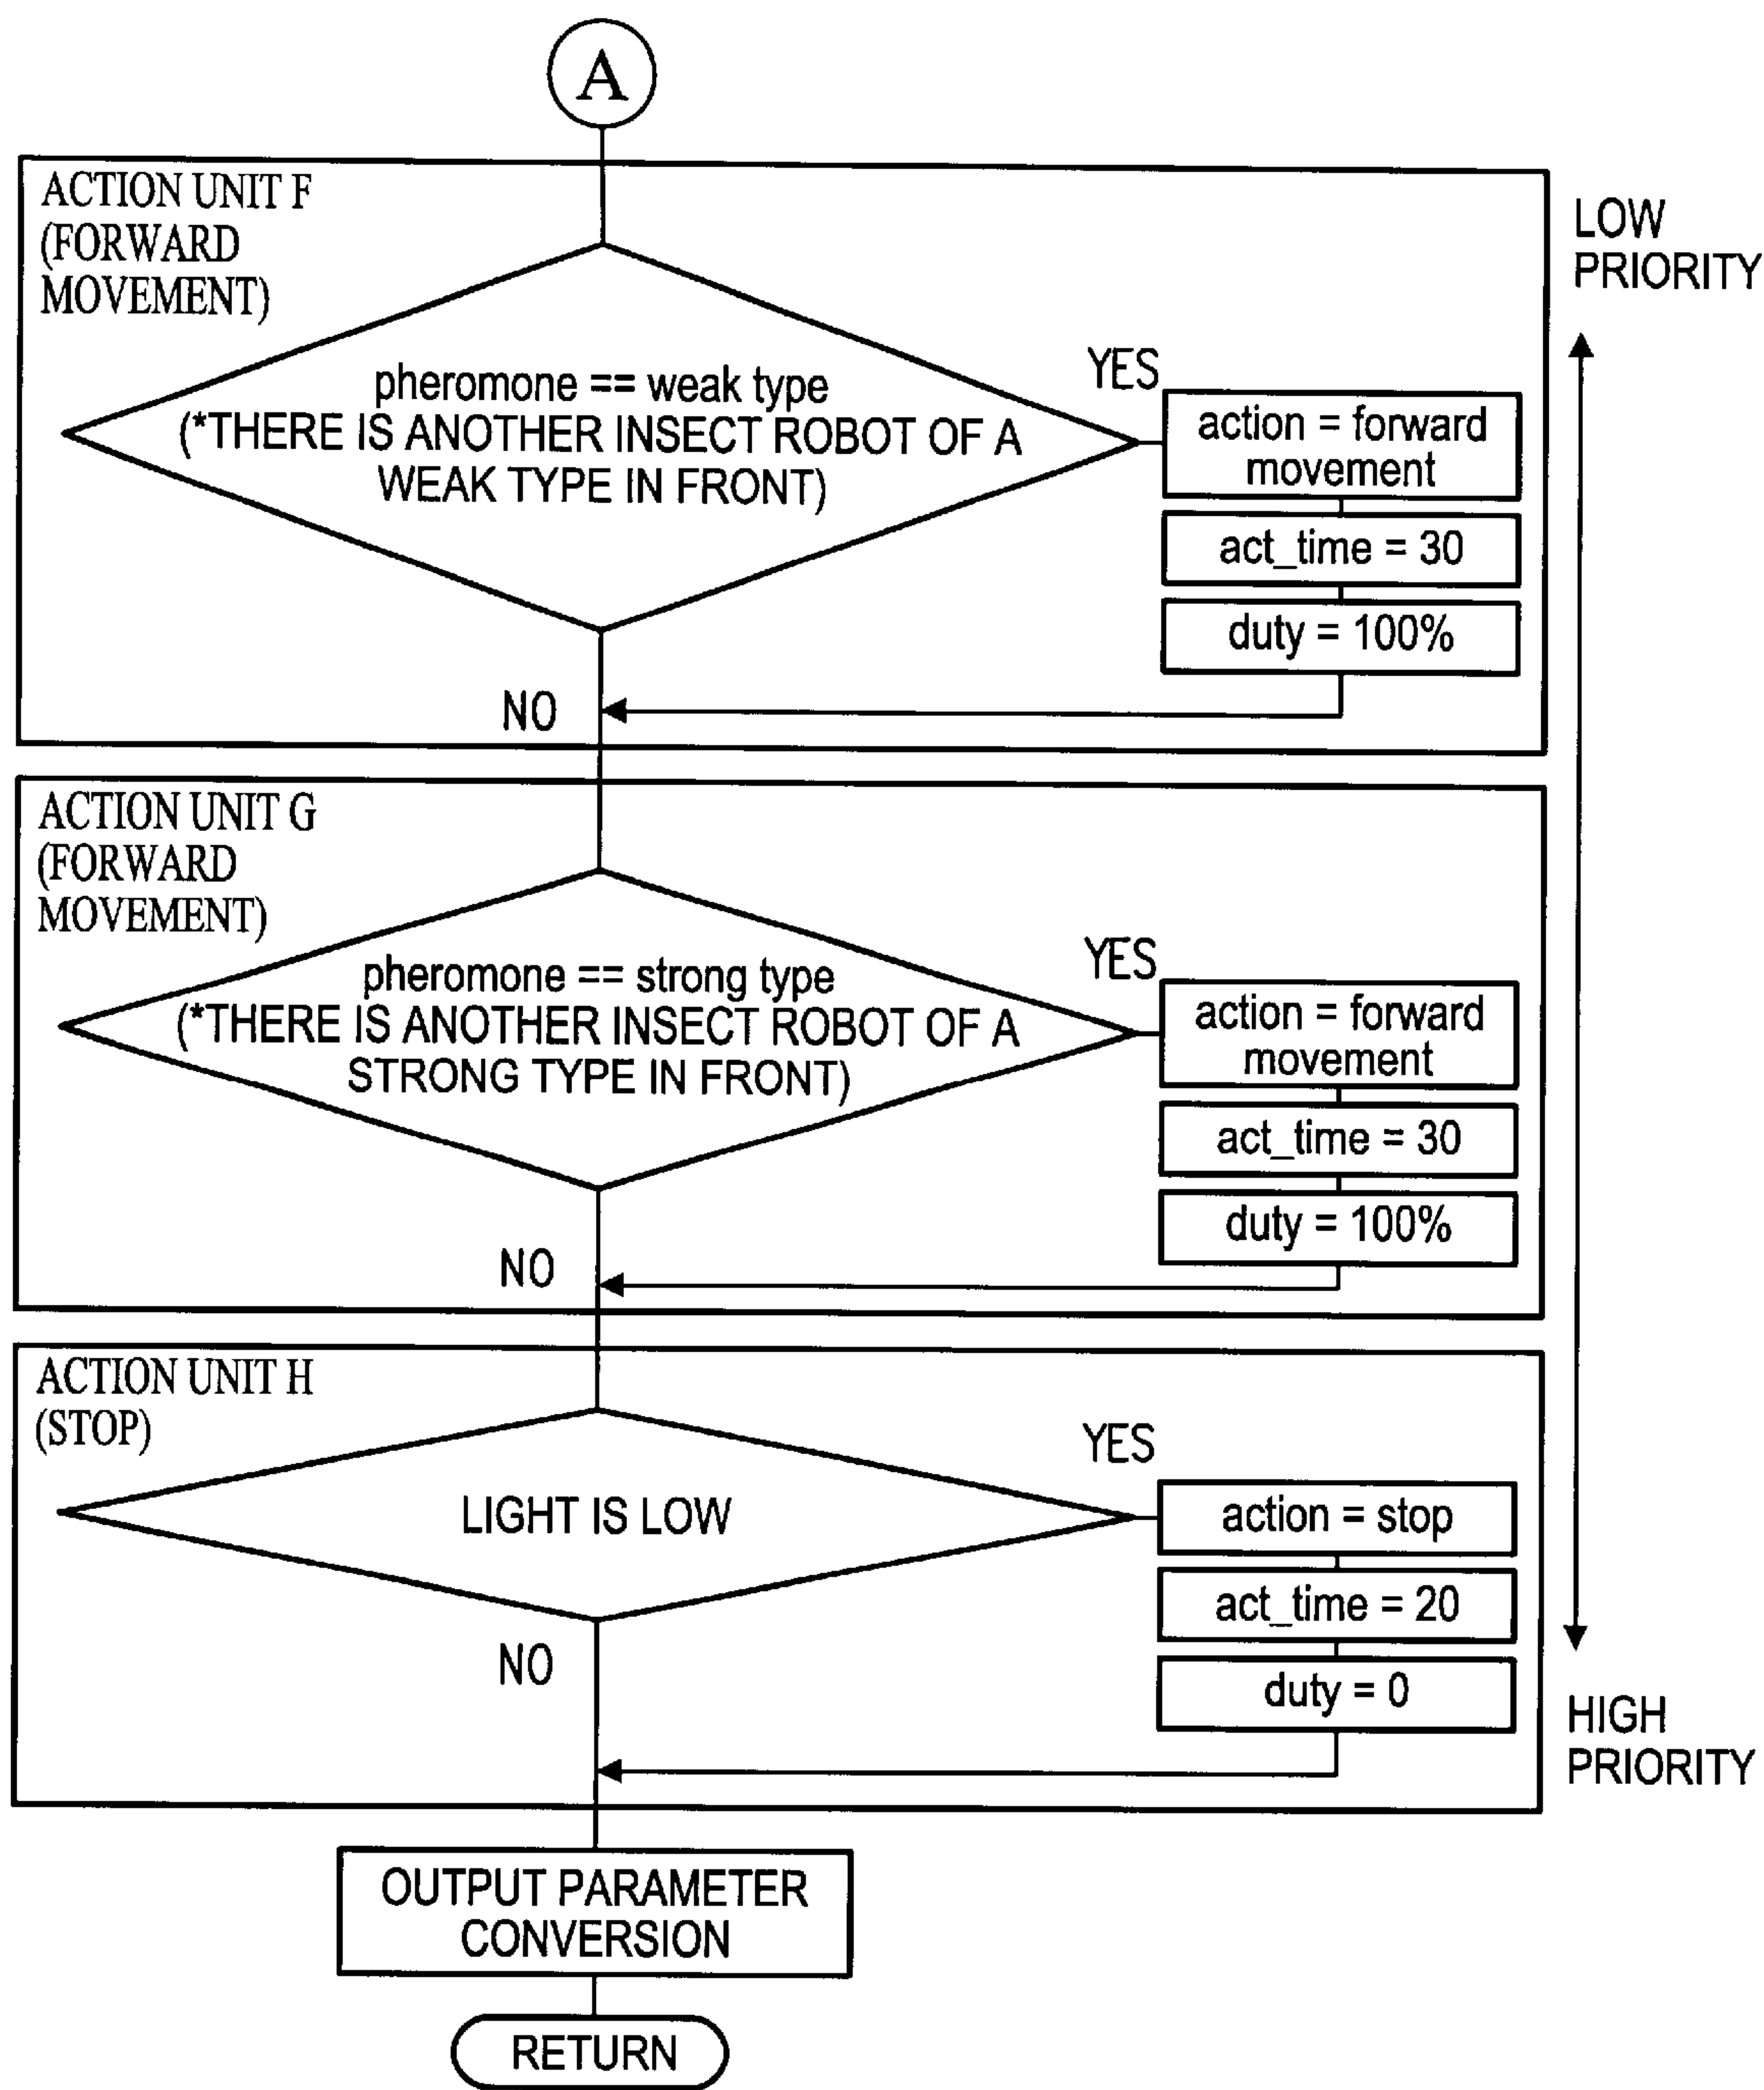 A
ACTION UNIT F
(FORWARD
MOVEMENT)
LOW
PRIORITY
pheromone == weak type
(*THERE IS ANOTHER INSECT ROBOT OF A
WEAK TYPE IN FRONT)
YES
action = forward
movement
act_time = 30
duty = 100%
NO
ACTION UNIT G
(FORWARD
MOVEMENT)
pheromone == strong type
(*THERE IS ANOTHER INSECT ROBOT OF A
STRONG TYPE IN FRONT)
YES
action = forward
movement
act_time = 30
duty = 100%
NO
ACTION UNIT H
(STOP)
LIGHT IS LOW
YES
action = stop
act_time = 20
duty = 0
NO
HIGH
PRIORITY
OUTPUT PARAMETER
CONVERSION
RETURN